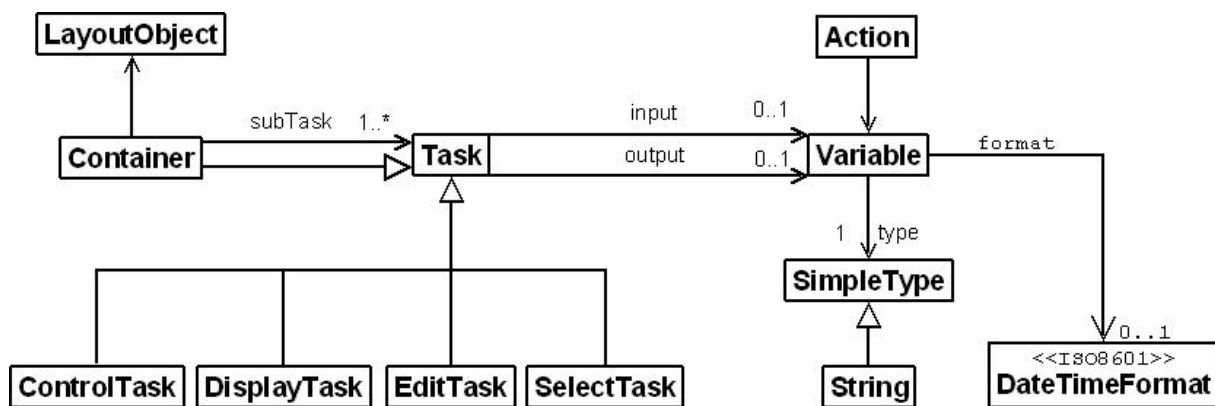 LayoutObject
Action
subTask 1..*
input 0..1
Container
Task
output 0..1
Variable
format
1 type
SimpleType
0..1
<<ISO8601>>
ControlTask
DisplayTask
EditTask
SelectTask
String
DateTimeFormat